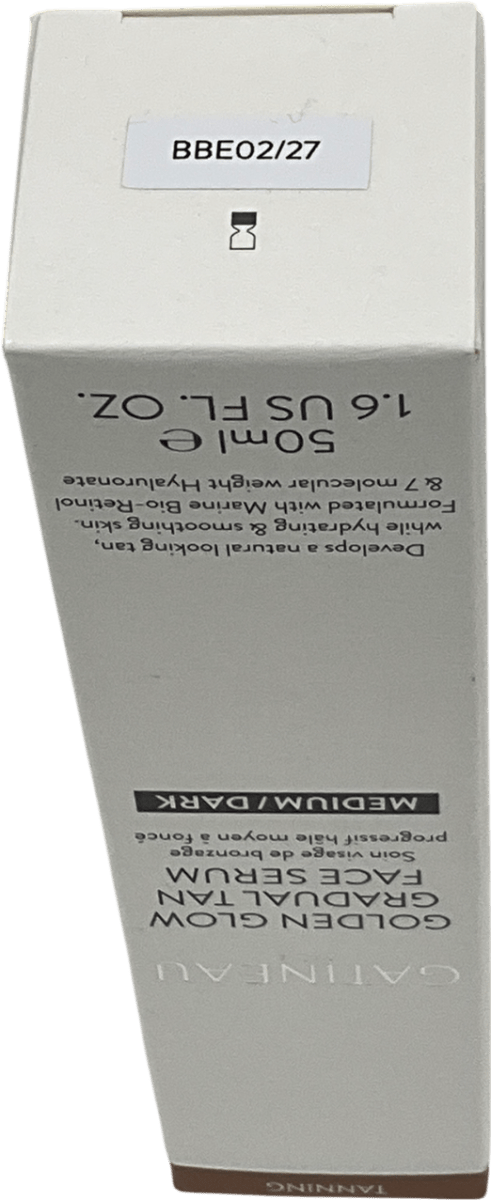 BBE02/27
TANNING
GATINEAU
GOLDEN GLOW
GRADUAL TAN
FACE SERUM
Soin visage de bronzage
progressif hâle moyen à foncé
MEDIUM/DARK
Develops a natural looking tan,
while hydrating & smoothing skin.
Formulated with Marine Bio-Retinol
& 7 molecular weight Hyaluronate
50ml e
1.6 US FL. OZ.